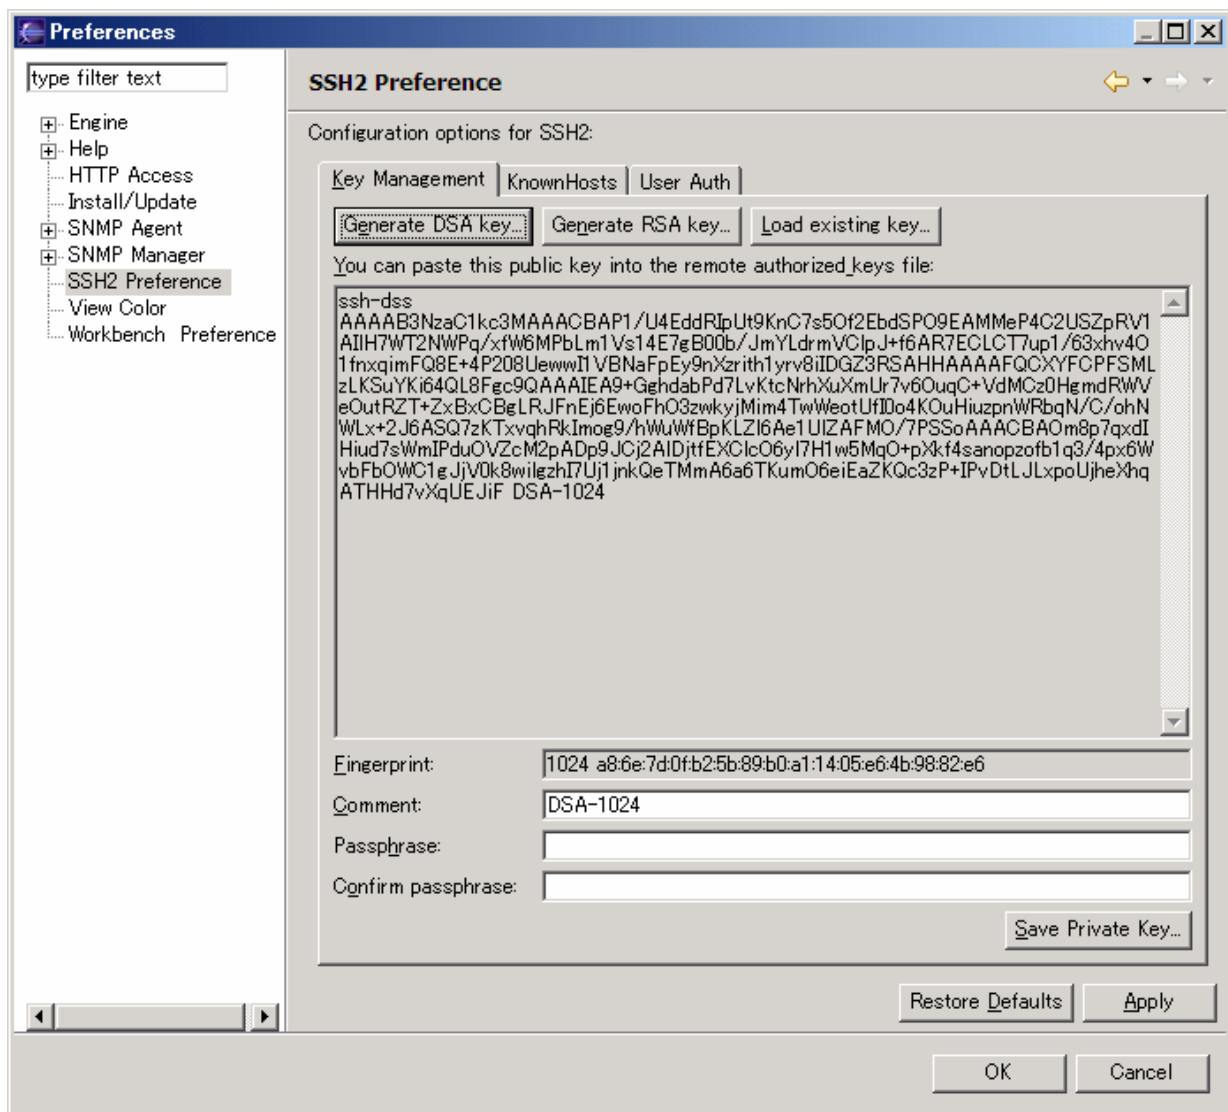 Preferences
type filter text
SSH2 Preference
Engine
Help
HTTP Access
Install/Update
SNMP Agent
SNMP Manager
SSH2 Preference
View Color
Workbench Preference
Configuration options for SSH2:
Key Management
KnownHosts
User Auth
Generate DSA key...
Generate RSA key...
Load existing key...
You can paste this public key into the remote authorized_keys file:
ssh-dss
AAAAB3NzaC1kc3MAAACBAP1/U4EddRIpUt9KnC7s5Of2EbdSPO9EAMMeP4C2USZpRV1
AIlH7WT2NWPq/xfW6MPbLm1Vs14E7gB00b/JmYLdrmVClpJ+f6AR7ECLCT7up1/63xhv4O
1fnxqimFQ8E+4P208UewwI1VBNaFpEy9nXzrith1yrv8iIDGZ3RSAHHAAAAFQCXYFCPFSML
zLKSuYKi64QL8Fgc9QAAAIEA9+GghdabPd7LvKtcNrhXuXmUr7v6OuqC+VdMCz0HgmdRWV
eOutRZT+ZxBxCBgLRJFnEj6EwoFhO3zwkyjMim4TwWeotUfI0o4KOuHiuzpnWRbqN/C/ohN
WLx+2J6ASQ7zKTxvqhRkImog9/hWuWfBpKLZl6Ae1UlZAFMO/7PSSoAAACBAOm8p7qxdI
Hiud7sWmIPduOVZcM2pADp9JCj2AIDjtfEXClcO6yI7H1w5MqO+pXkf4sanopzofb1q3/4px6W
vbFbOWC1gJjV0k8wilgzhI7Uj1jnkQeTMmA6a6TKumO6eiEaZKQc3zP+IPvDtLJLxpoUjheXhq
ATHHd7vXqUEJiF DSA-1024
Fingerprint:
1024 a8:6e:7d:0f:b2:5b:89:b0:a1:14:05:e6:4b:98:82:e6
Comment:
DSA-1024
Passphrase:
Confirm passphrase:
Save Private Key...
Restore Defaults
Apply
OK
Cancel